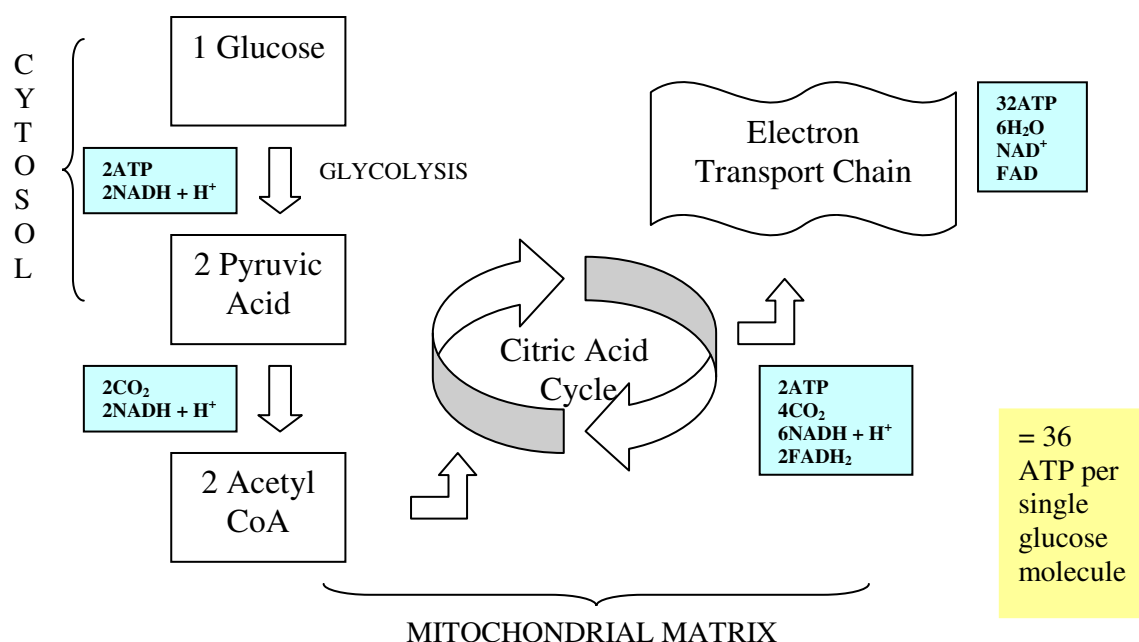 C
Y
T
O
S
O
L
1 Glucose
2ATP
2NADH + H⁺
GLYCOLYSIS
2 Pyruvic
Acid
2CO₂
2NADH + H⁺
2 Acetyl
CoA
Citric Acid
Cycle
2ATP
4CO₂
6NADH + H⁺
2FADH₂
Electron
Transport Chain
32ATP
6H₂O
NAD⁺
FAD
= 36
ATP per
single
glucose
molecule
MITOCHONDRIAL MATRIX